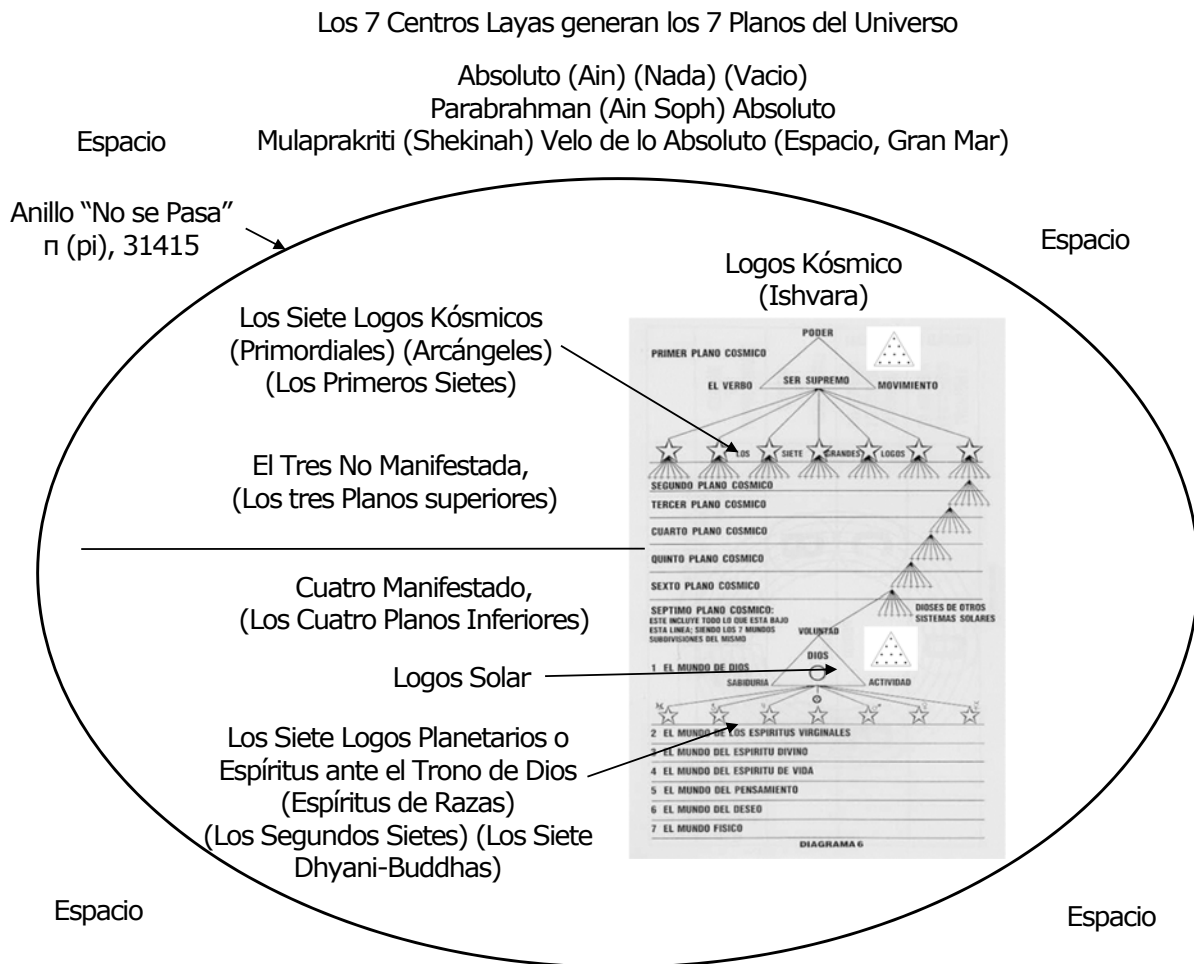 Los 7 Centros Layas generan los 7 Planos del Universo
Absoluto (Ain) (Nada) (Vacio)
Parabrahman (Ain Soph) Absoluto
Mulaprakriti (Shekinah) Velo de lo Absoluto (Espacio, Gran Mar)
Espacio
Anillo “No se Pasa”
π (pi), 31415
Espacio
Logos Kósmico
(Ishvara)
Los Siete Logos Kósmicos
(Primordiales) (Arcángeles)
(Los Primeros Sietes)
El Tres No Manifestada,
(Los tres Planos superiores)
Cuatro Manifestado,
(Los Cuatro Planos Inferiores)
Logos Solar
Los Siete Logos Planetarios o
Espíritus ante el Trono de Dios
(Espíritus de Razas)
(Los Segundos Sietes) (Los Siete
Dhyani-Buddhas)
PODER
PRIMER PLANO COSMICO
EL VERBO SER SUPREMO MOVIMIENTO
LOS SIETE GRANDES LOGOS
SEGUNDO PLANO COSMICO
TERCER PLANO COSMICO
CUARTO PLANO COSMICO
QUINTO PLANO COSMICO
SEXTO PLANO COSMICO
SEPTIMO PLANO COSMICO:
ESTE INCLUYE TODO LO QUE ESTA BAJO
ESTA LINEA; SIENDO LOS 7 MUNDOS
SUBDIVISIONES DEL MISMO
DIOSES DE OTROS
SISTEMAS SOLARES
VOLUNTAD
DIOS
1 EL MUNDO DE DIOS
SABIDURIA ACTIVIDAD
2 EL MUNDO DE LOS ESPIRITUS VIRGINALES
3 EL MUNDO DEL ESPIRITU DIVINO
4 EL MUNDO DEL ESPIRITU DE VIDA
5 EL MUNDO DEL PENSAMIENTO
6 EL MUNDO DEL DESEO
7 EL MUNDO FISICO
DIAGRAMA 6
Espacio
Espacio